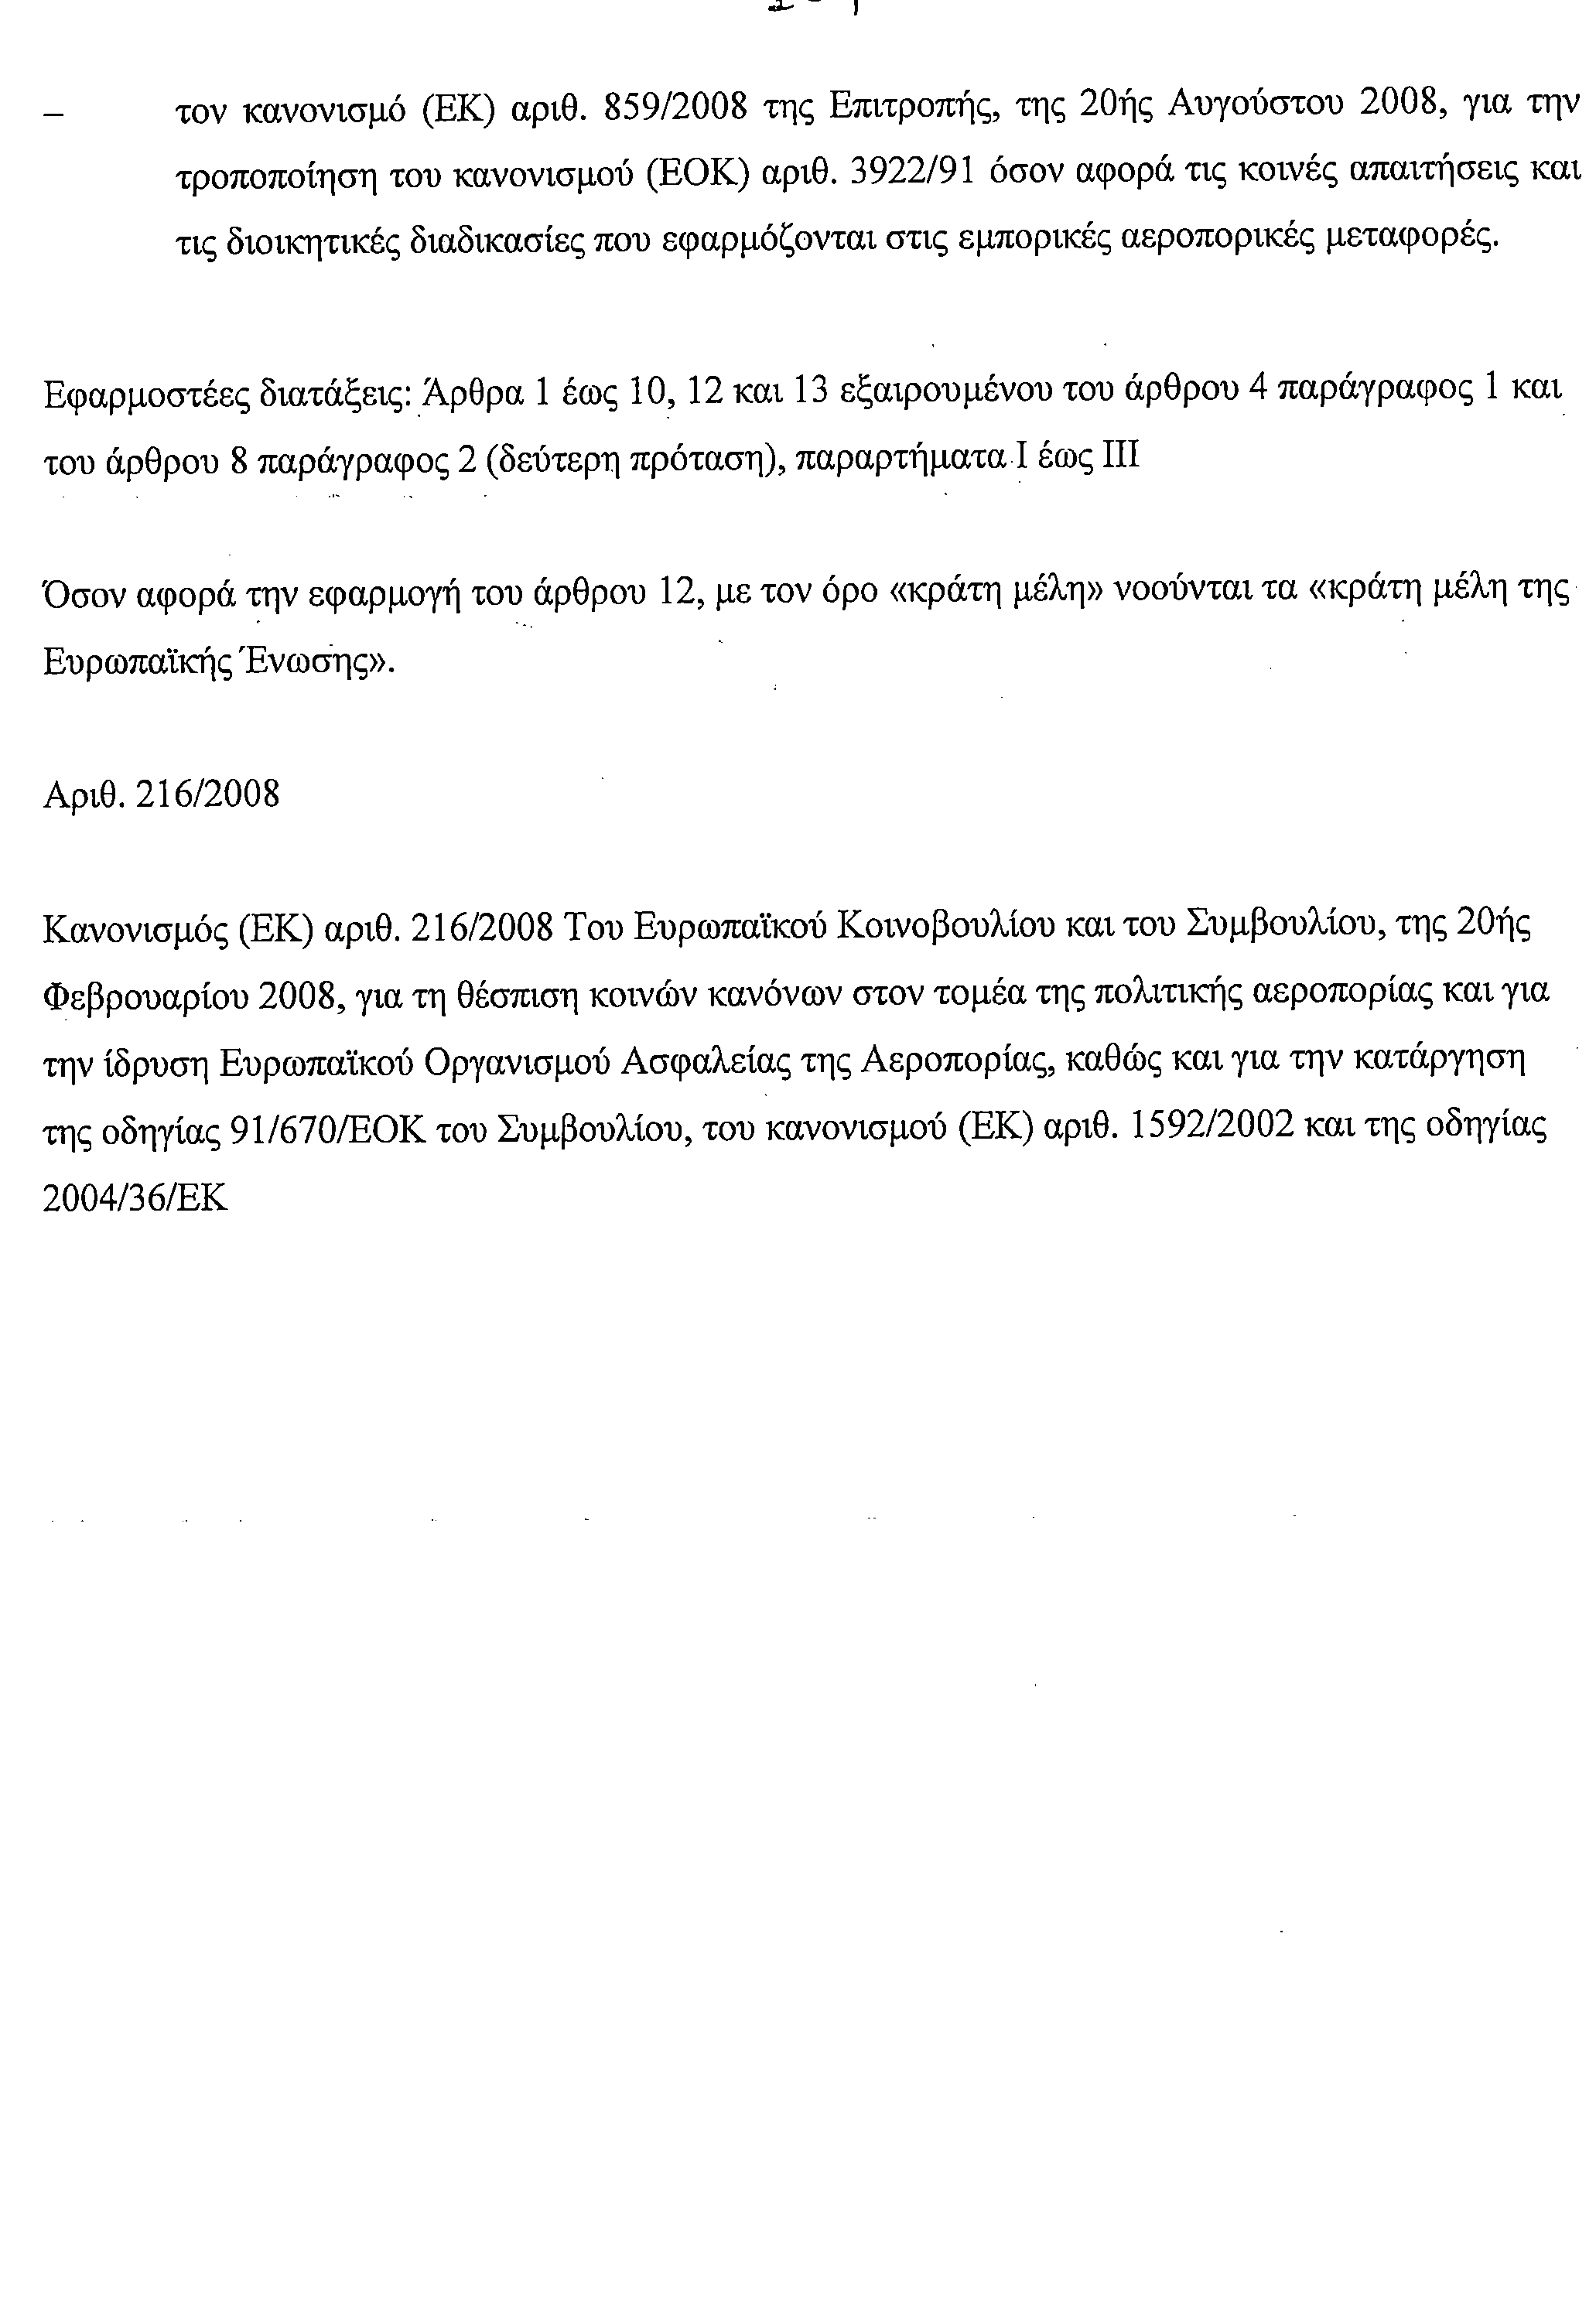 – τον κανονισμό (ΕΚ) αριθ. 859/2008 της Επιτροπής, της 20ής Αυγούστου 2008, για την
τροποποίηση του κανονισμού (ΕΟΚ) αριθ. 3922/91 όσον αφορά τις κοινές απαιτήσεις και
τις διοικητικές διαδικασίες που εφαρμόζονται στις εμπορικές αεροπορικές μεταφορές.
Εφαρμοστέες διατάξεις: Άρθρα 1 έως 10, 12 και 13 εξαιρουμένου του άρθρου 4 παράγραφος 1 και
του άρθρου 8 παράγραφος 2 (δεύτερη πρόταση), παραρτήματα Ι έως ΙΙΙ
Όσον αφορά την εφαρμογή του άρθρου 12, με τον όρο «κράτη μέλη» νοούνται τα «κράτη μέλη της
Ευρωπαϊκής Ένωσης».
Αριθ. 216/2008
Κανονισμός (ΕΚ) αριθ. 216/2008 Του Ευρωπαϊκού Κοινοβουλίου και του Συμβουλίου, της 20ής
Φεβρουαρίου 2008, για τη θέσπιση κοινών κανόνων στον τομέα της πολιτικής αεροπορίας και για
την ίδρυση Ευρωπαϊκού Οργανισμού Ασφαλείας της Αεροπορίας, καθώς και για την κατάργηση
της οδηγίας 91/670/ΕΟΚ του Συμβουλίου, του κανονισμού (ΕΚ) αριθ. 1592/2002 και της οδηγίας
2004/36/ΕΚ